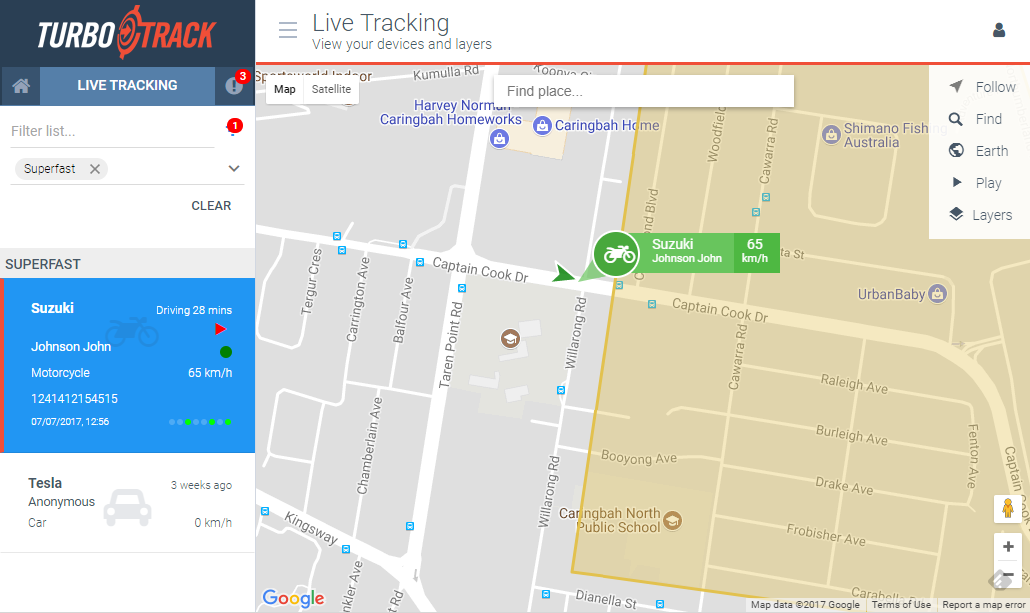 TURBO TRACK
Live Tracking
View your devices and layers
LIVE TRACKING
3
Filter list...
1
Superfast
CLEAR
SUPERFAST
Suzuki
Driving 28 mins
Johnson John
Motorcycle
65 km/h
1241412154515
07/07/2017, 12:56
Tesla
3 weeks ago
Anonymous
Car
0 km/h
Map
Satellite
Find place...
Follow
Find
Earth
Play
Layers
Kumulla Rd
Harvey Norman
Caringbah Homeworks
Caringbah Home
Cawarra Rd
Shimano Fishing
Australia
Suzuki
Johnson John
65
km/h
Captain Cook Dr
Captain Cook Dr
UrbanBaby
Tergur Cres
Carrington Ave
Balfour Ave
Taren Point Rd
Willarong Rd
Cawarra Rd
Raleigh Ave
Burleigh Ave
Fenton Ave
Captain
Chamberlain Ave
Booyong Ave
Drake Ave
Willarong Rd
Caringbah North
Public School
Frobisher Ave
Kingsway
Dianella St
Google
Map data ©2017 Google
Terms of Use
Report a map error